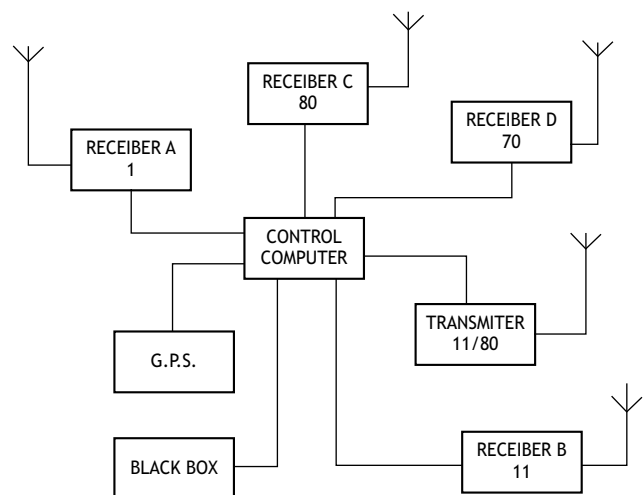 RECEIBER C
80
RECEIBER D
70
RECEIBER A
1
CONTROL
COMPUTER
TRANSMITER
11/80
G.P.S.
RECEIBER B
11
BLACK BOX